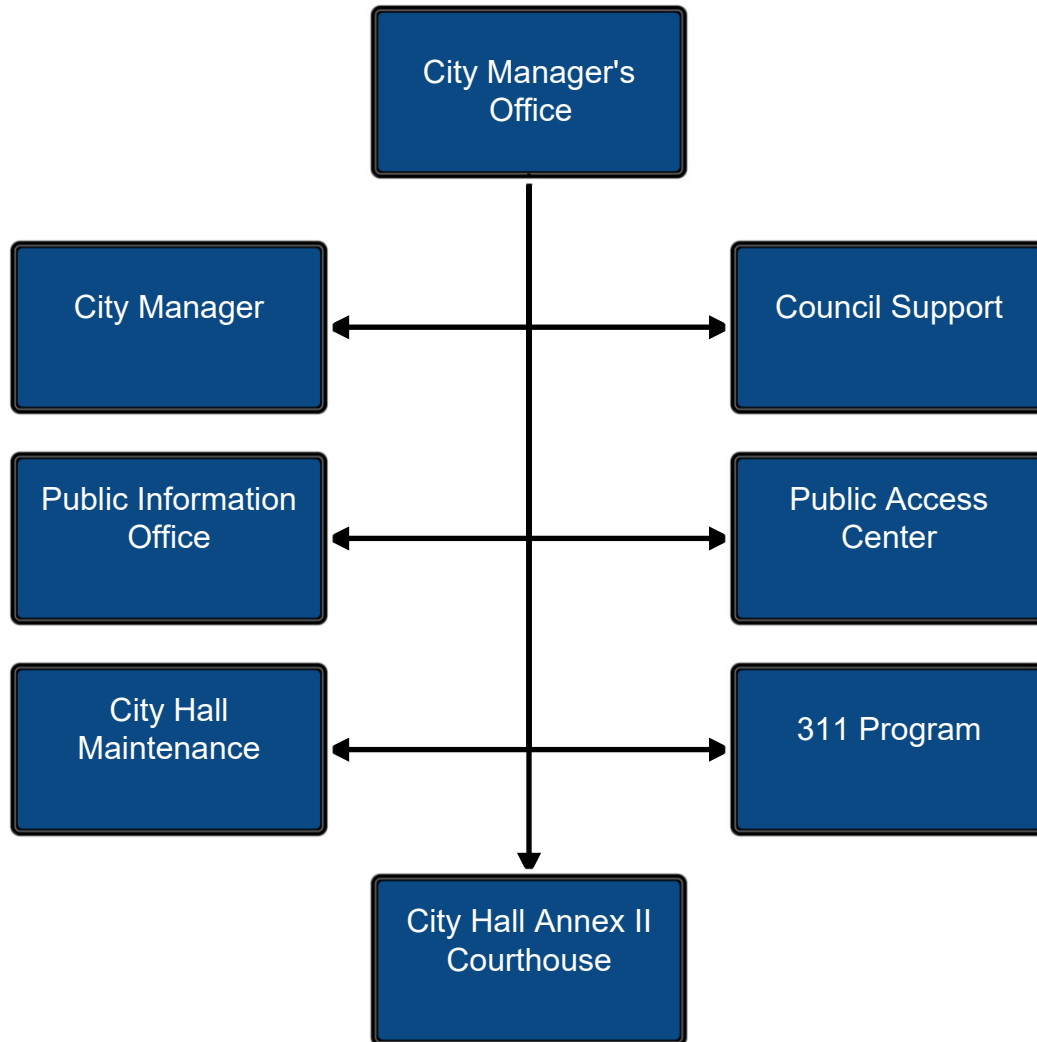 City Manager's
Office
City Manager
Council Support
Public Information
Office
Public Access
Center
City Hall
Maintenance
311 Program
City Hall Annex II
Courthouse